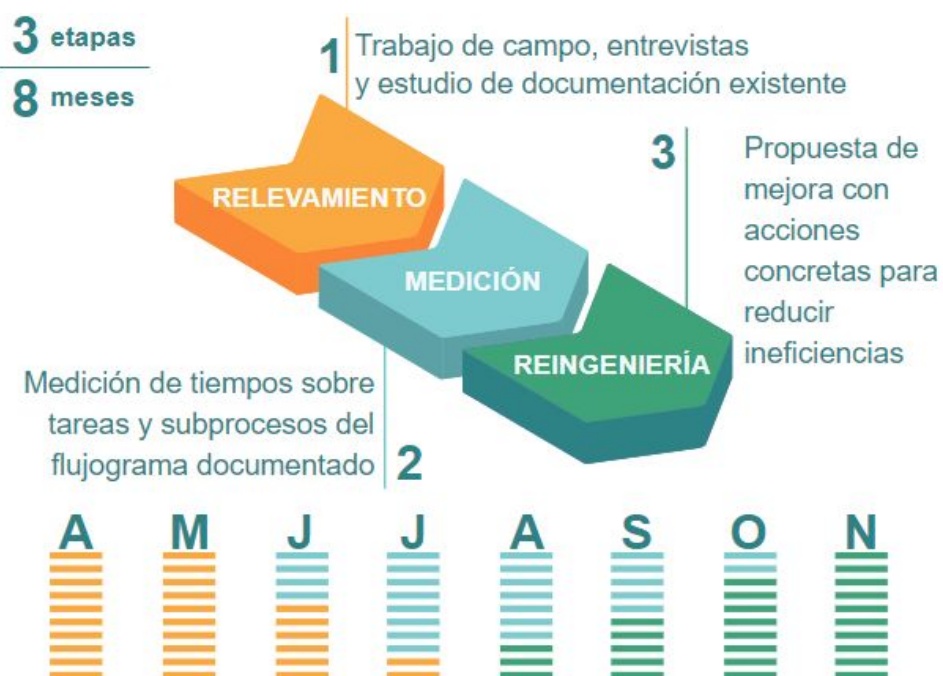 3 etapas
8 meses
1 Trabajo de campo, entrevistas
y estudio de documentación existente
RELEVAMIENTO
MEDICIÓN
REINGENIERÍA
3 Propuesta de
mejora con
acciones
concretas para
reducir
ineficiencias
Medición de tiempos sobre
tareas y subprocesos del
flujograma documentado 2
A M J J A S O N